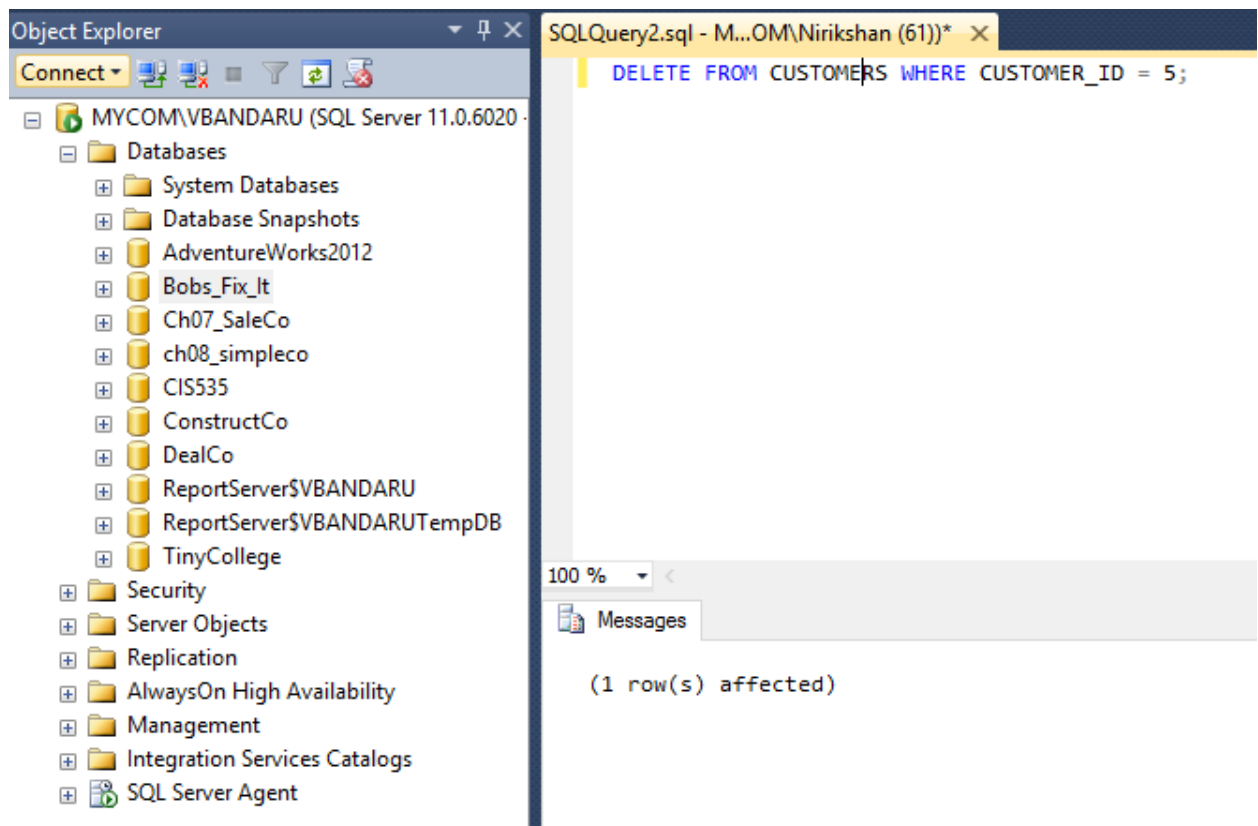 Object Explorer
Connect
MYCOM\VBANDARU (SQL Server 11.0.6020 -
Databases
System Databases
Database Snapshots
AdventureWorks2012
Bobs_Fix_It
Ch07_SaleCo
ch08_simpleco
CIS535
ConstructCo
DealCo
ReportServer$VBANDARU
ReportServer$VBANDARUTempDB
TinyCollege
Security
Server Objects
Replication
AlwaysOn High Availability
Management
Integration Services Catalogs
SQL Server Agent
SQLQuery2.sql - M...OM\Nirikshan (61))*
DELETE FROM CUSTOMERS WHERE CUSTOMER_ID = 5;
100 %
Messages
(1 row(s) affected)